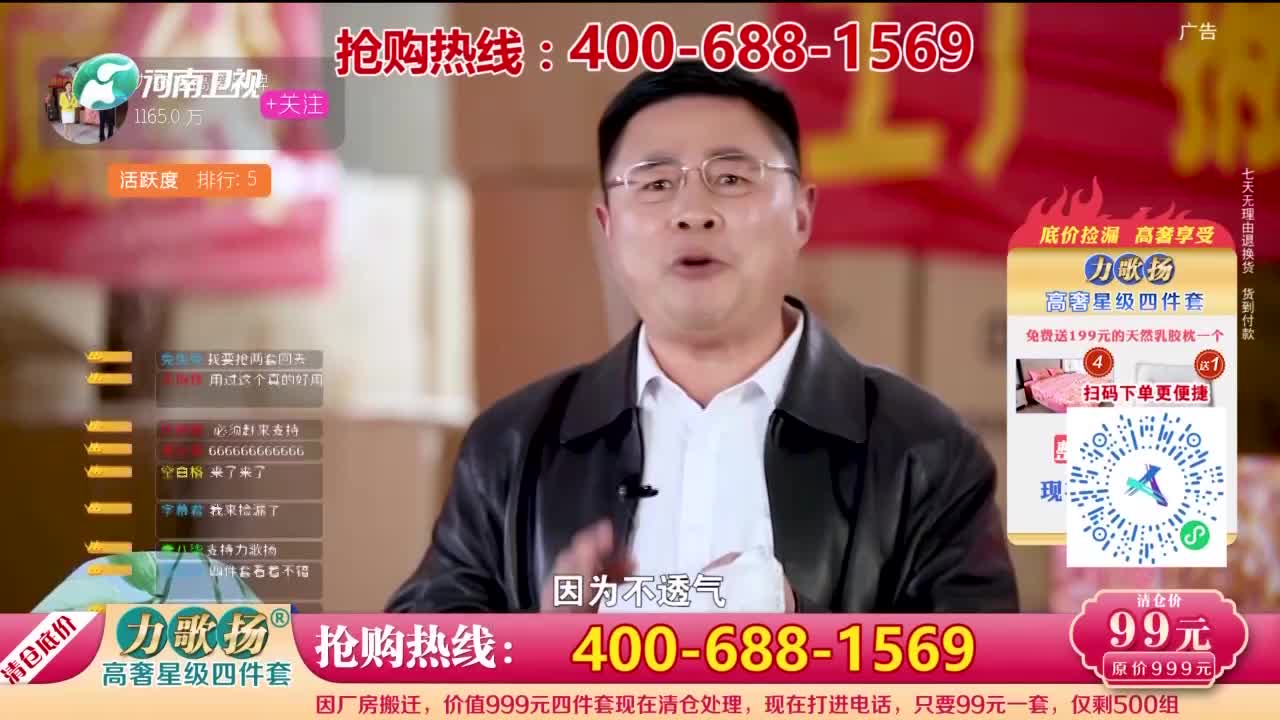 抢购热线：400-688-1569
广告
河南卫视
1165.0 万
+关注
活跃度 排行: 5
七天无理由退换货 货到付款
底价捡漏 高奢享受
力歌扬
高奢星级四件套
免费送199元的天然乳胶枕一个
4
送1
扫码下单更便捷
现
我要抢两套回去
用过这个真的好用
必须赶来支持
666666666666
空白格 来了来了
字幕君 我来捡漏了
支持力歌扬
四件套看着不错
因为不透气
清仓底价
力歌扬®
高奢星级四件套
抢购热线： 400-688-1569
清仓价
99元
原价999元
因厂房搬迁，价值999元四件套现在清仓处理，现在打进电话，只要99元一套，仅剩500组